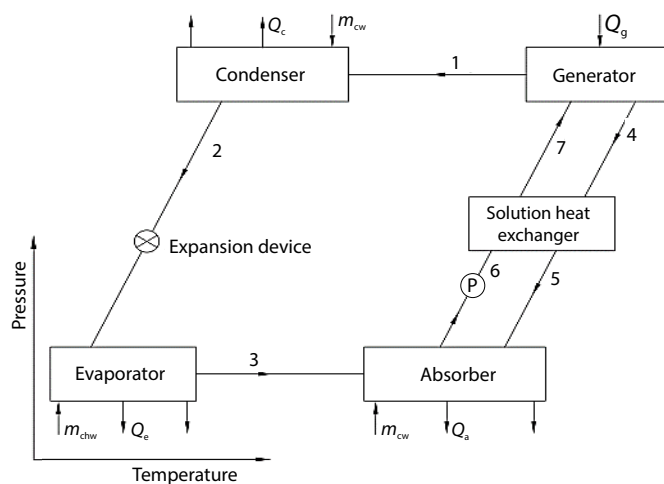 Q_c
m_cw
Q_g
Condenser
1
Generator
2
7
4
Solution heat
exchanger
Expansion device
6
5
P
Pressure
Evaporator
3
Absorber
m_chw
Q_e
m_cw
Q_a
Temperature